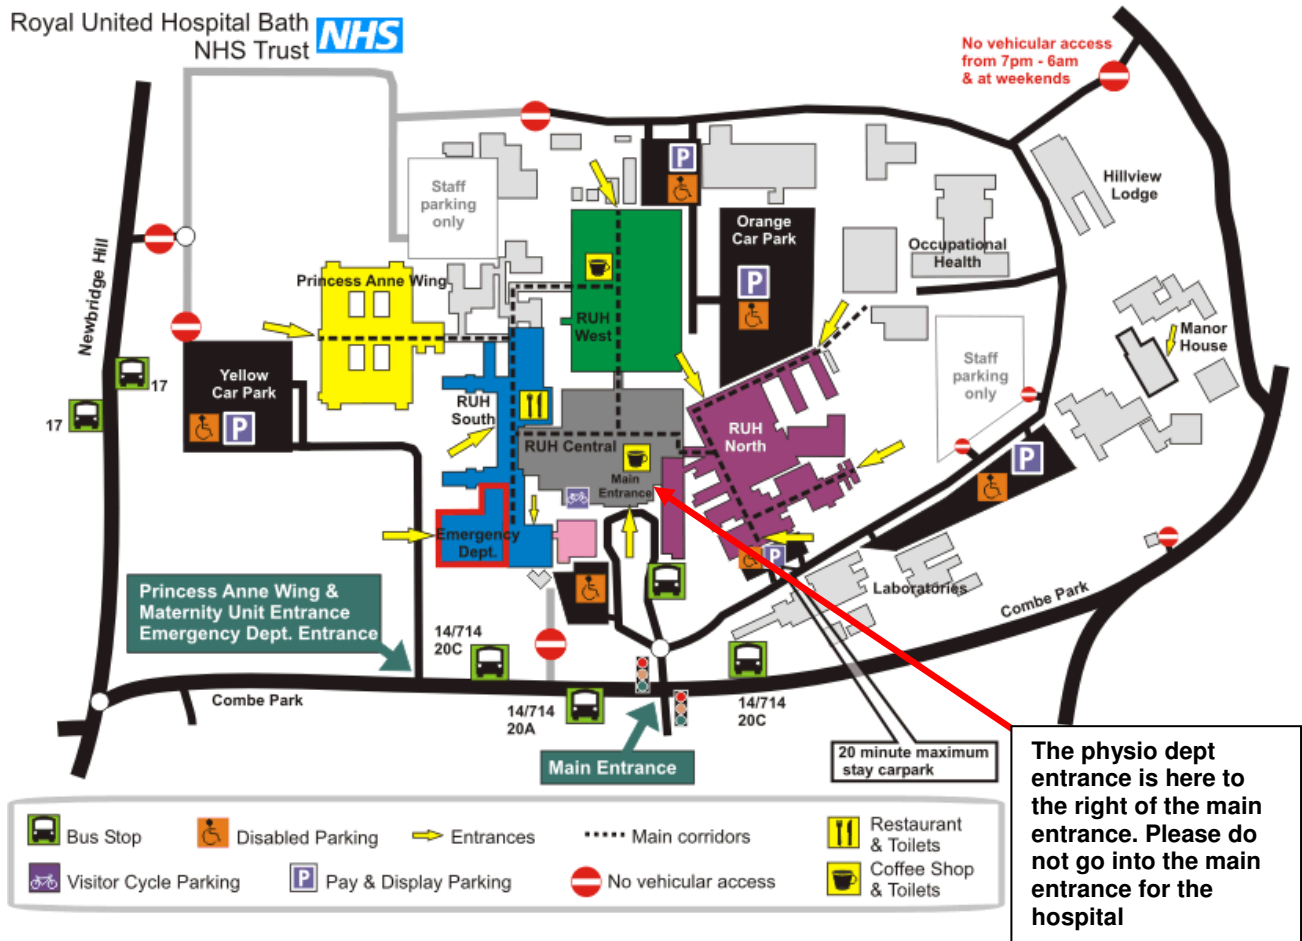 Royal United Hospital Bath
NHS Trust
NHS
No vehicular access
from 7pm - 6am
& at weekends
Newbridge Hill
Staff
parking
only
P
Orange
Car Park
P
Hillview
Lodge
Occupational
Health
Princess Anne Wing
RUH
West
Manor
House
Staff
parking
only
17
17
Yellow
Car Park
P
RUH
South
RUH Central
Main
Entrance
RUH
North
P
Emergency
Dept.
P
Laboratories
Combe Park
Princess Anne Wing &
Maternity Unit Entrance
Emergency Dept. Entrance
14/714
20C
Combe Park
14/714
20A
14/714
20C
Main Entrance
20 minute maximum
stay carpark
The physio dept
entrance is here to
the right of the main
entrance. Please do
not go into the main
entrance for the
hospital
Bus Stop
Disabled Parking
Entrances
Main corridors
Restaurant
& Toilets
Visitor Cycle Parking
P
Pay & Display Parking
No vehicular access
Coffee Shop
& Toilets